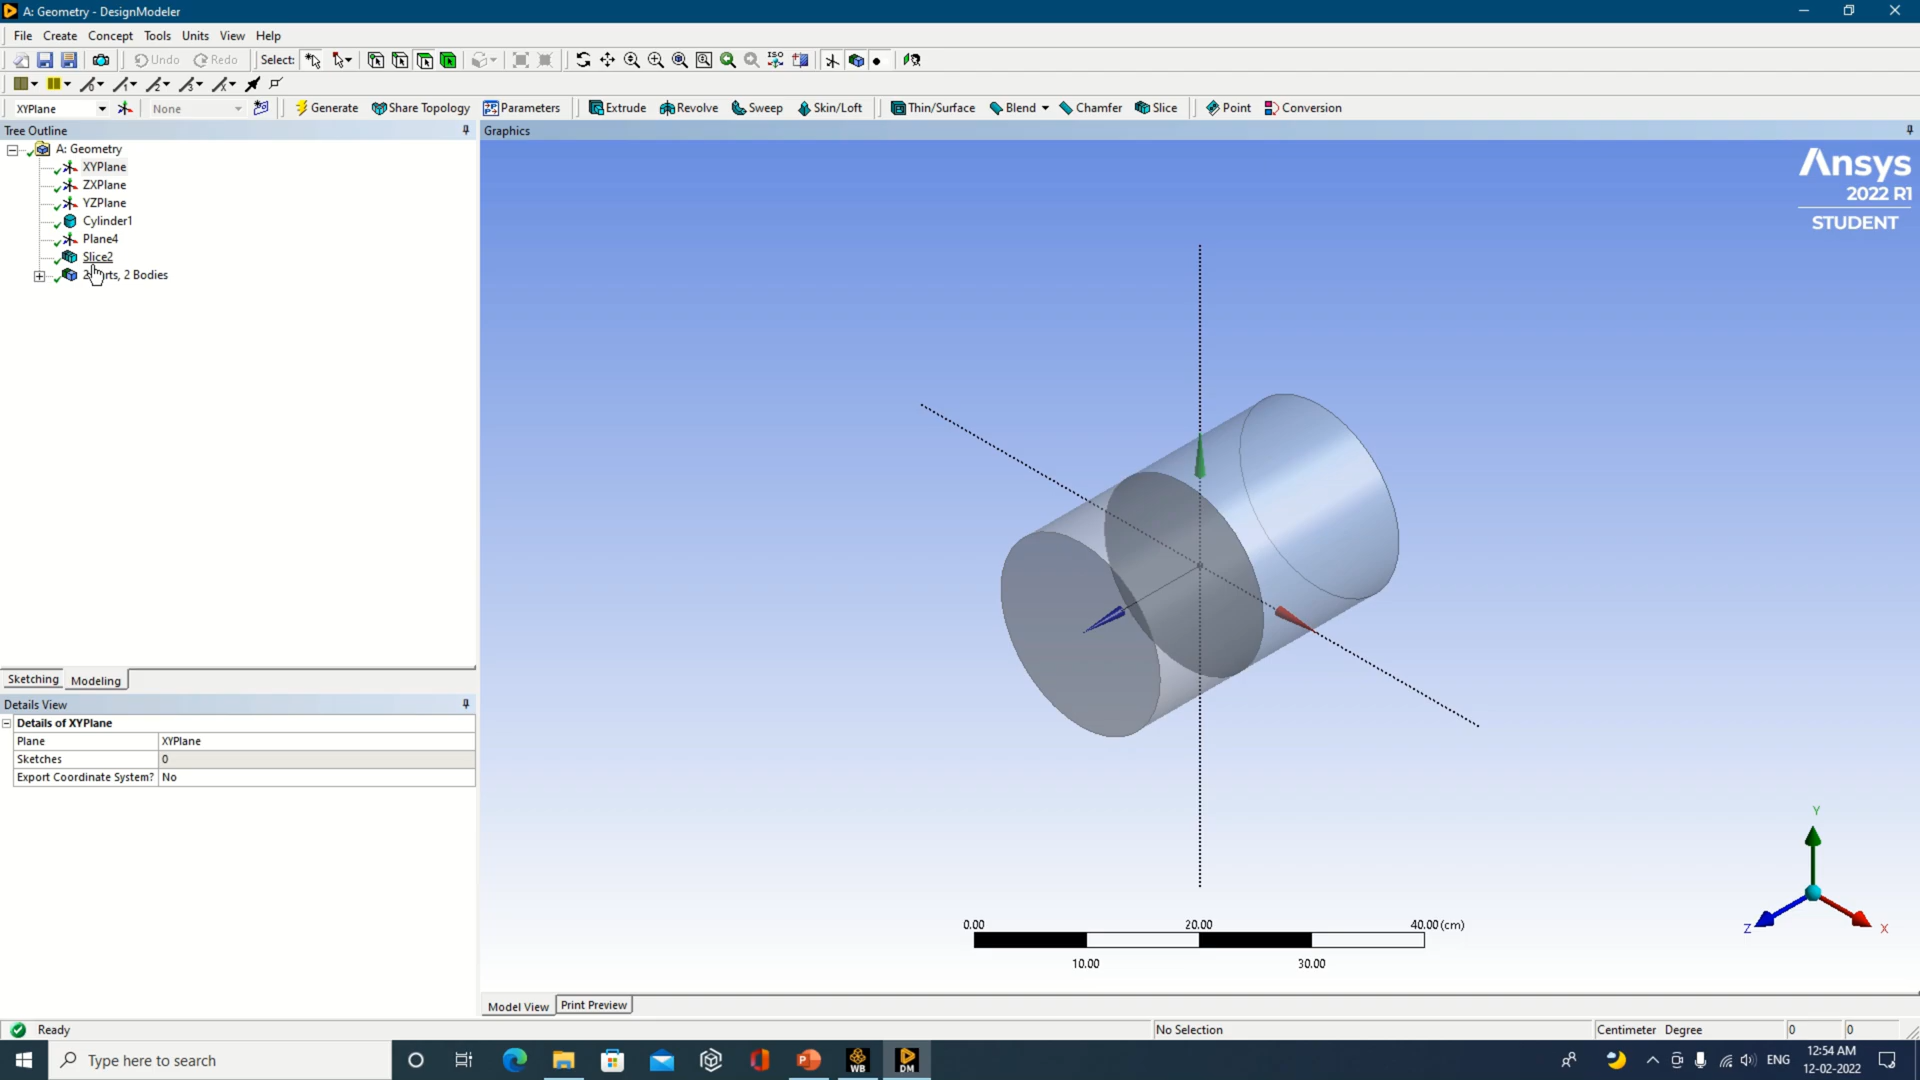 A: Geometry - DesignModeler
File Create Concept Tools Units View Help
Undo Redo Select:
XYPlane None Generate Share Topology Parameters Extrude Revolve Sweep Skin/Loft Thin/Surface Blend Chamfer Slice Point Conversion
Tree Outline
Graphics
A: Geometry
XYPlane
ZXPlane
YZPlane
Cylinder1
Plane4
Slice2
2 rts, 2 Bodies
Ansys
2022 R1
STUDENT
Sketching Modeling
Details View
Details of XYPlane
Plane XYPlane
Sketches 0
Export Coordinate System? No
0.00 20.00 40.00 (cm)
10.00 30.00
Y
Z
X
Model View Print Preview
Ready No Selection Centimeter Degree 0 0
Type here to search
WB
DM
ENG
12:54 AM
12-02-2022